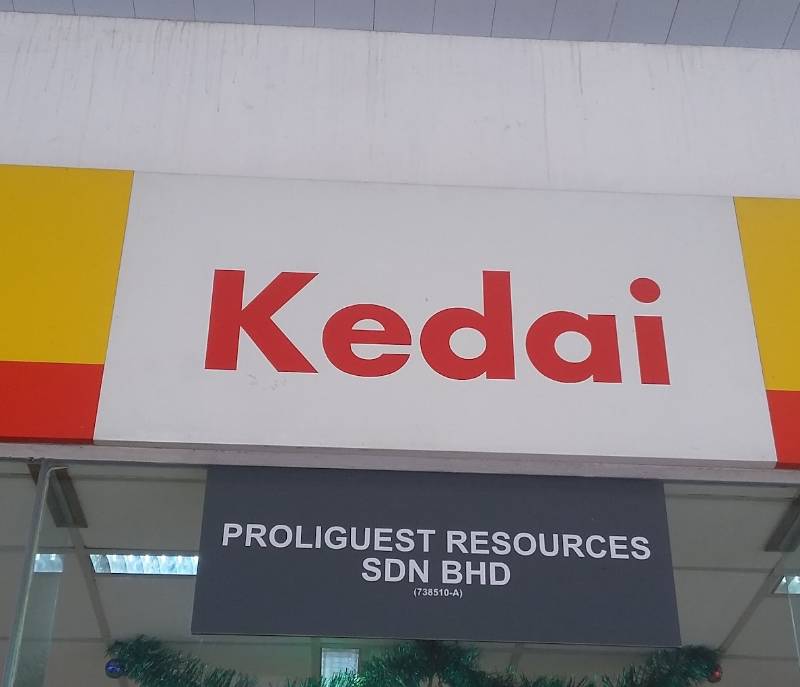 Kedai
PROLIGUEST RESOURCES
SDN BHD
(738510-A)